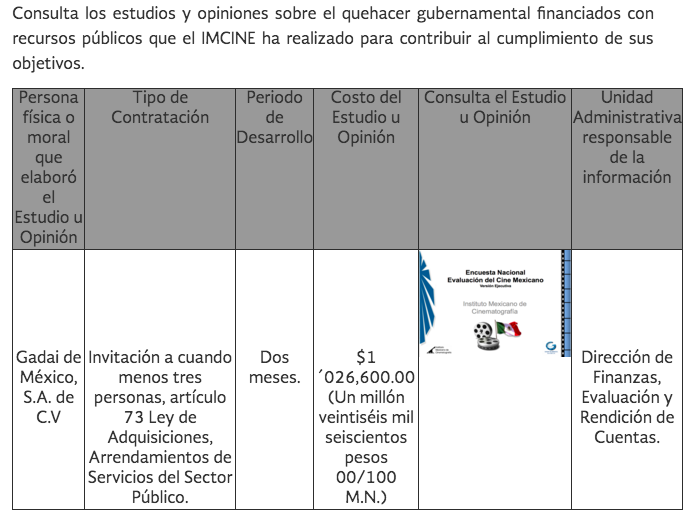 Consulta los estudios y opiniones sobre el quehacer gubernamental financiados con
recursos públicos que el IMCINE ha realizado para contribuir al cumplimiento de sus
objetivos.
Persona
física o
moral
que
elaboró
el
Estudio u
Opinión
Tipo de
Contratación
Periodo
de
Desarrollo
Costo del
Estudio u
Opinión
Consulta el Estudio
u Opinión
Unidad
Administrativa
responsable
de la
información
Gadai de
México,
S.A. de
C.V
Invitación a cuando
menos tres
personas, artículo
73 Ley de
Adquisiciones,
Arrendamientos de
Servicios del Sector
Público.
Dos
meses.
$1
´026,600.00
(Un millón
veintiséis mil
seiscientos
pesos
00/100
M.N.)
Encuesta Nacional
Evaluación del Cine Mexicano
Versión Ejecutiva
Instituto Mexicano de
Cinematografía
Dirección de
Finanzas,
Evaluación y
Rendición de
Cuentas.